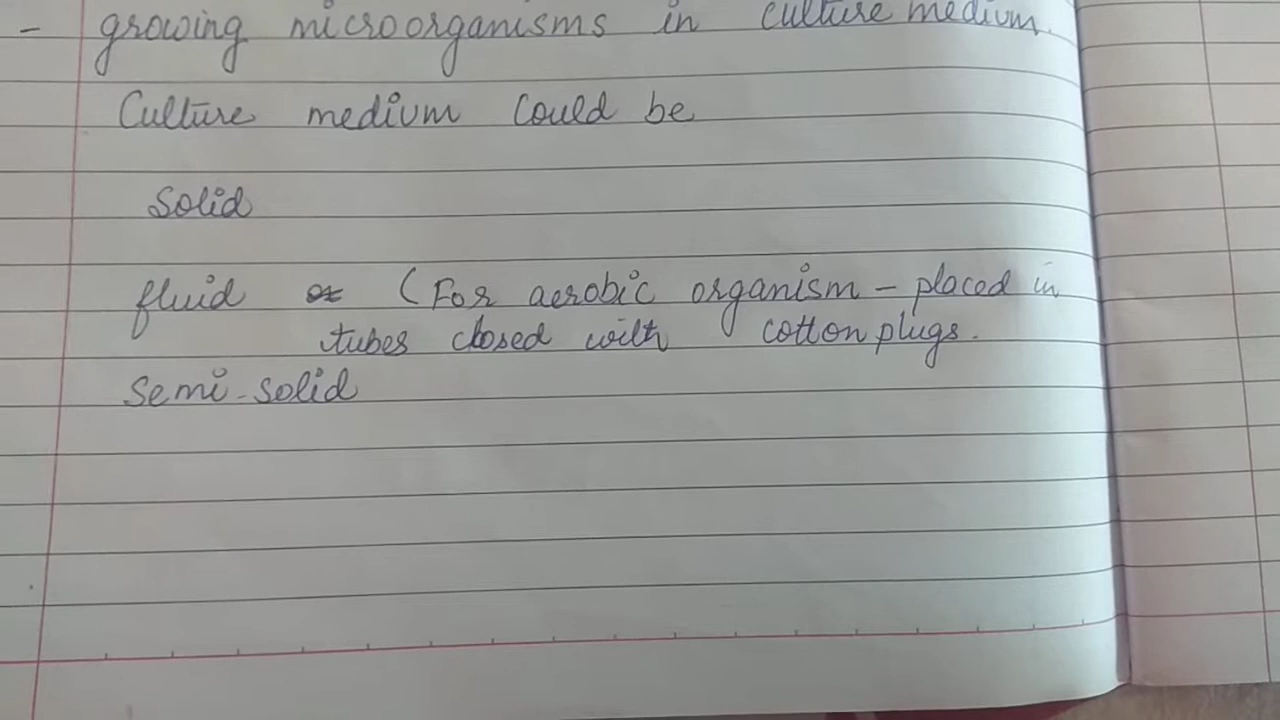 - growing microorganisms in culture medium.
Culture medium could be
Solid
fluid (For aerobic organism - placed in
tubes closed with cotton plugs.
Semi-solid